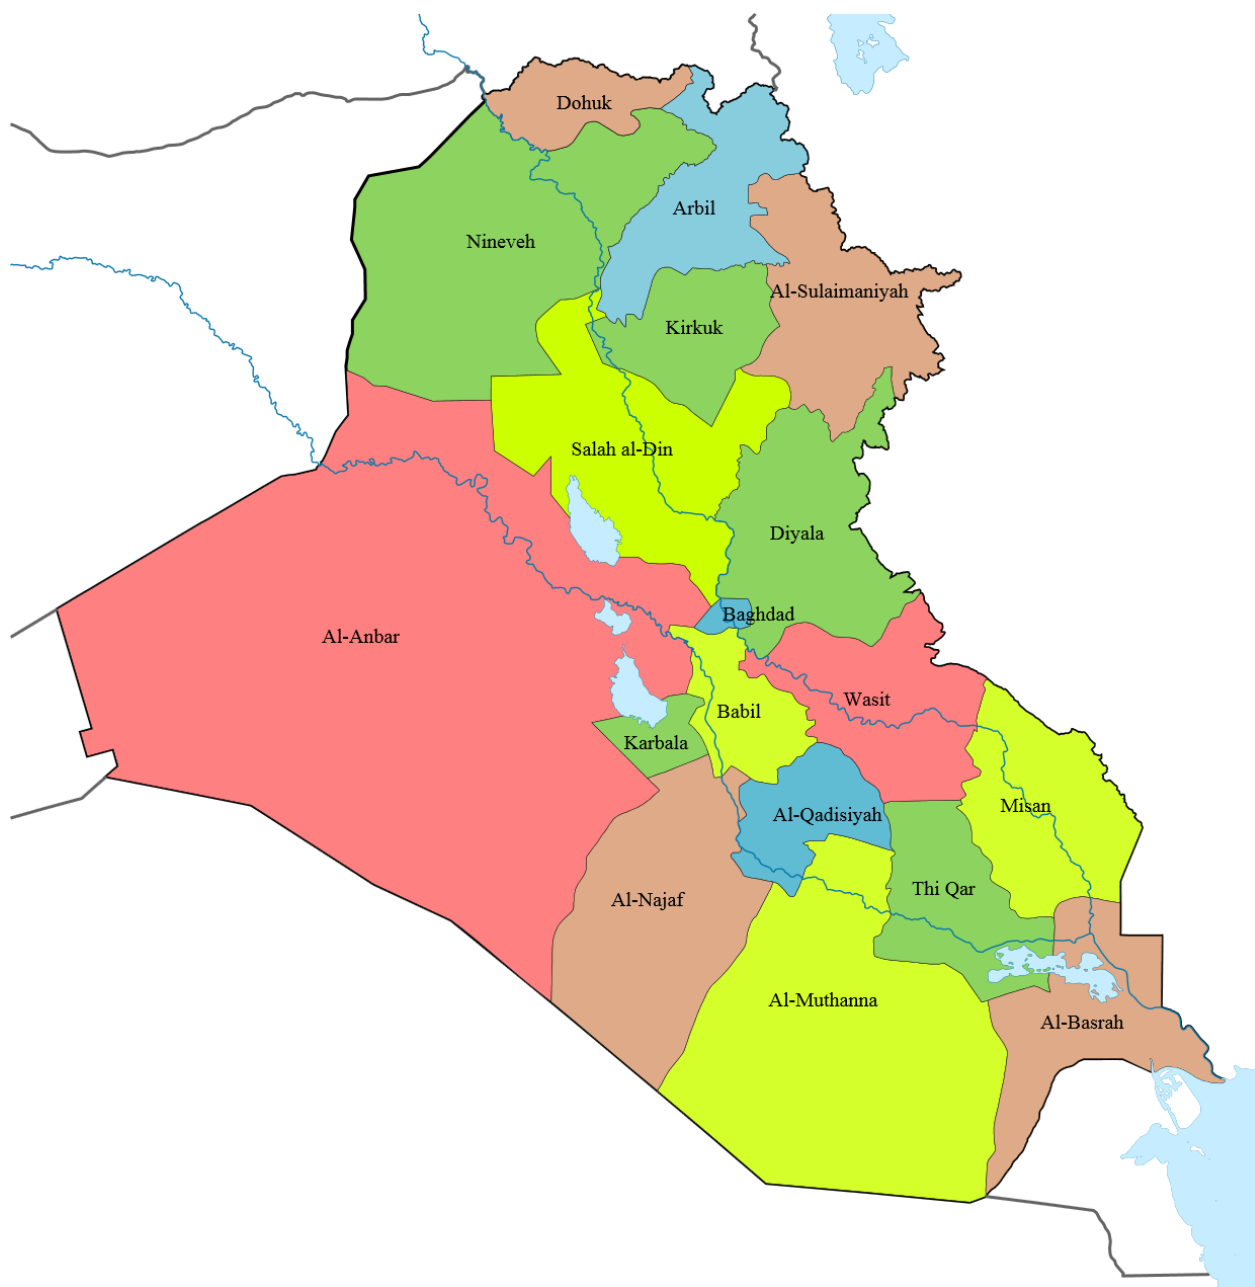 Dohuk
Arbil
Nineveh
Al-Sulaimaniyah
Kirkuk
Salah al-Din
Diyala
Baghdad
Al-Anbar
Wasit
Babil
Karbala
Misan
Al-Qadisiyah
Thi Qar
Al-Najaf
Al-Muthanna
Al-Basrah